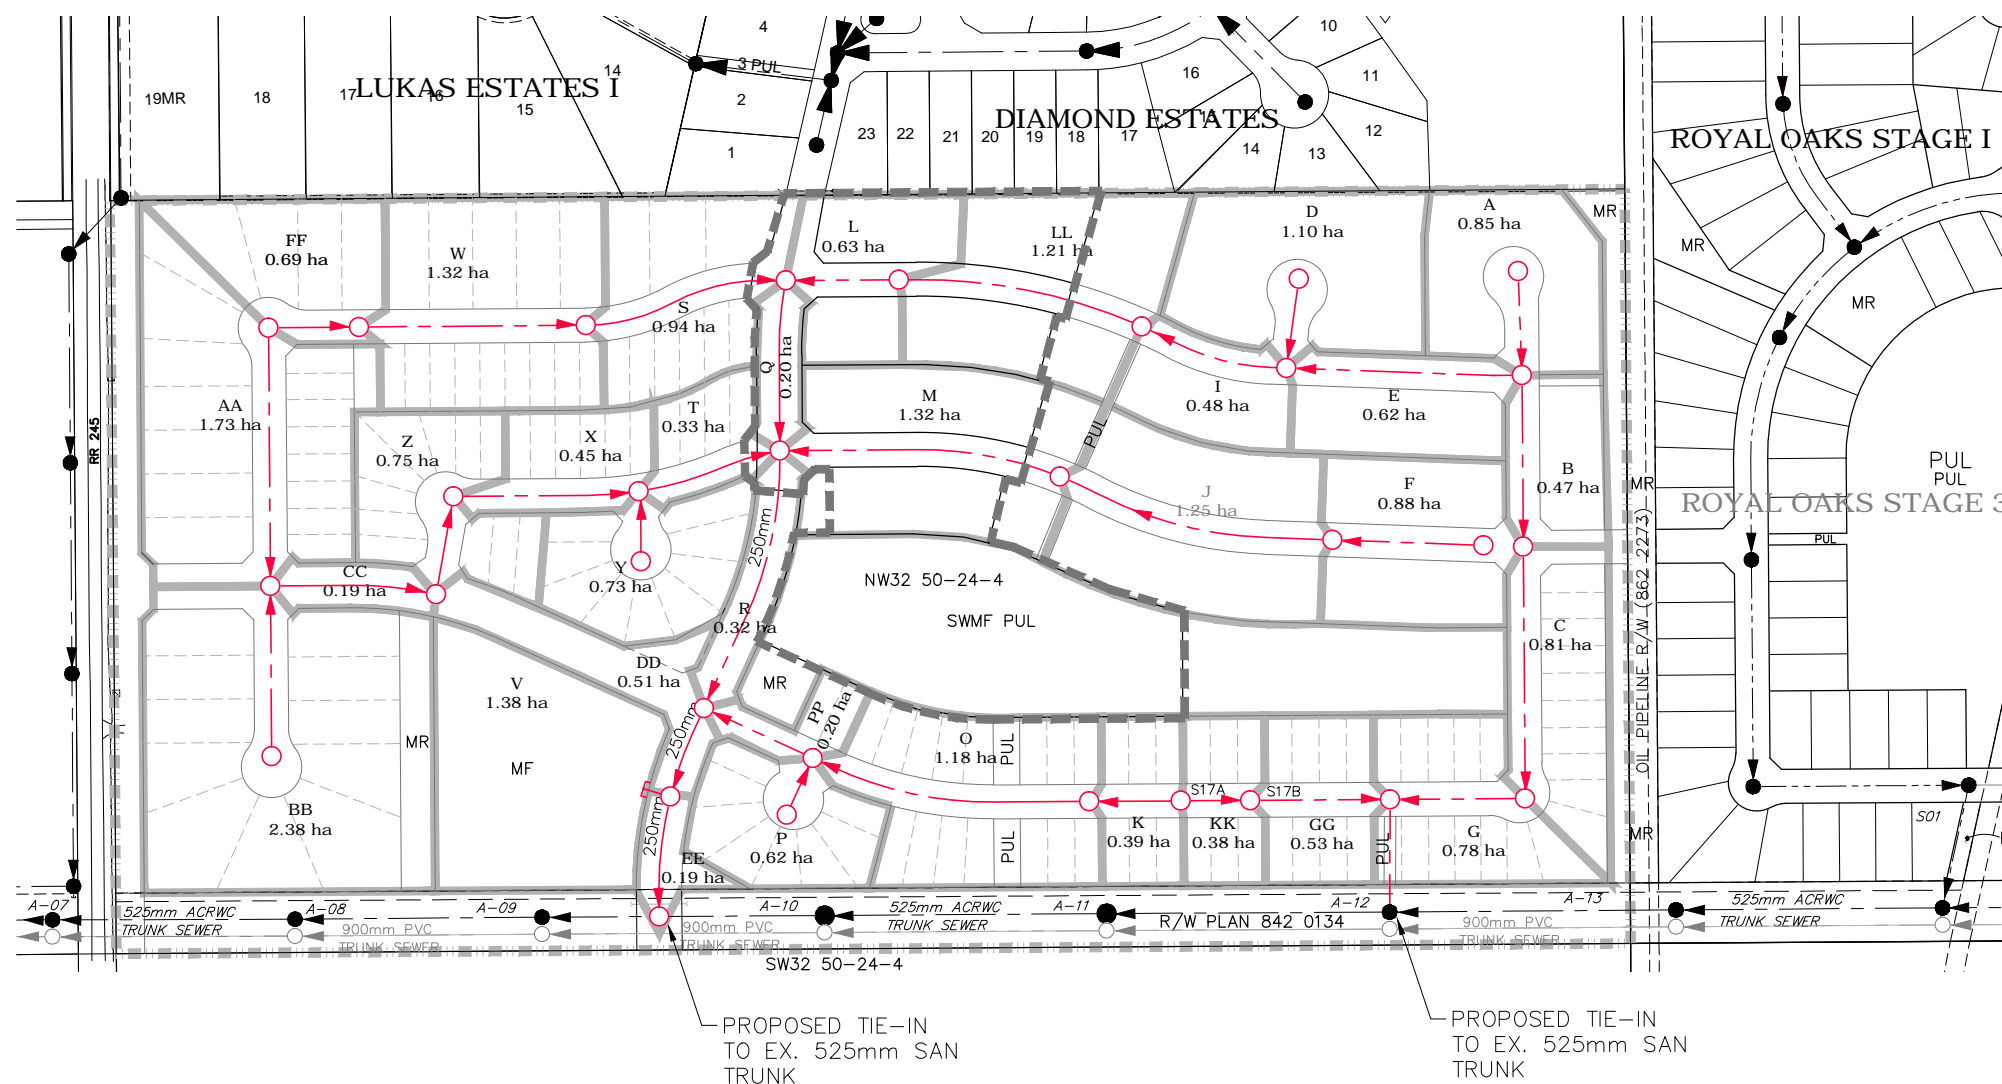 4
10
3 PUL
14
16
11
LUKAS ESTATES I
19MR
18
17
16
15
2
DIAMOND ESTATES
23
22
21
20
19
18
17
15
12
14
13
1
ROYAL OAKS STAGE I
A
0.85 ha
MR
D
1.10 ha
L
0.63 ha
LL
1.21 ha
FF
0.69 ha
W
1.32 ha
MR
MR
S
0.94 ha
Q
0.20 ha
I
0.48 ha
E
0.62 ha
M
1.32 ha
AA
1.73 ha
T
0.33 ha
RR 245
Z
0.75 ha
X
0.45 ha
PUL
B
0.47 ha
F
0.88 ha
J
1.25 ha
MR
PUL
PUL
ROYAL OAKS STAGE 3
PUL
250mm
CC
0.19 ha
Y
0.73 ha
NW32 50-24-4
SWMF PUL
R
0.32 ha
C
0.81 ha
OIL PIPELINE R/W (862 2273)
DD
0.51 ha
V
1.38 ha
MR
PP
0.20 ha
MR
MF
250mm
O
1.18 ha
PUL
BB
2.38 ha
250mm
S17A
S17B
P
0.62 ha
PUL
K
0.39 ha
KK
0.38 ha
GG
0.53 ha
PUL
G
0.78 ha
MR
S01
EE
0.19 ha
A-07
525mm ACRWC
TRUNK SEWER
A-08
900mm PVC
TRUNK SEWER
A-09
900mm PVC
TRUNK SEWER
A-10
525mm ACRWC
TRUNK SEWER
A-11
R/W PLAN 842 0134
A-12
900mm PVC
TRUNK SEWER
A-13
525mm ACRWC
TRUNK SEWER
SW32 50-24-4
PROPOSED TIE-IN
TO EX. 525mm SAN
TRUNK
PROPOSED TIE-IN
TO EX. 525mm SAN
TRUNK